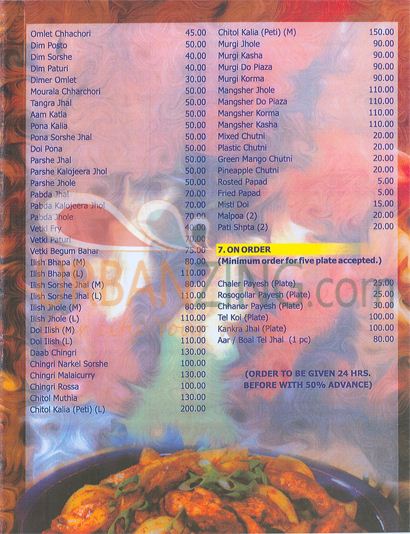 Omlet Chhachori 45.00
Dim Posto 50.00
Dim Sorshe 40.00
Dim Paturi 40.00
Dimer Omlet 30.00
Mourala Chharchori 50.00
Tangra Jhal 50.00
Aam Katla 50.00
Pona Kalia 50.00
Pona Sorshe Jhal 50.00
Doi Pona 50.00
Parshe Jhal 50.00
Parshe Kalojeera Jhol 50.00
Parshe Jhole 50.00
Pabda Jhal 70.00
Pabda Kalojeera Jhol 70.00
Pabda Jhole 70.00
Vetki Fry 40.00
Vetki Paturi 70.00
Vetki Begum Bahar 75.00
Ilish Bhapa (M) 80.00
Ilish Bhapa (L) 110.00
Ilish Sorshe Jhal (M) 80.00
Ilish Sorshe Jhal (L) 110.00
Ilish Jhole (M) 80.00
Ilish Jhole (L) 110.00
Doi Ilish (M) 80.00
Doi Ilish (L) 110.00
Daab Chingri 130.00
Chingri Narkel Sorshe 100.00
Chingri Malaicurry 130.00
Chingri Rossa 100.00
Chitol Muthia 130.00
Chitol Kalia (Peti) (L) 200.00
Chitol Kalia (Peti) (M) 150.00
Murgi Jhole 90.00
Murgi Kasha 90.00
Murgi Do Plaza 90.00
Murgi Korma 90.00
Mangsher Jhole 110.00
Mangsher Do Plaza 110.00
Mangsher Korma 110.00
Mangsher Kasha 110.00
Mixed Chutni 20.00
Plastic Chutni 20.00
Green Mango Chutni 20.00
Pineapple Chutni 20.00
Rosted Papad 5.00
Fried Papad
Misti Doi 15.00
Malpoa (2) 20.00
Pati Shpta (2) 20.00
7. ON ORDER
(Minimum order for five plate accepted.)
Chaler Payesh (Plate) 25.00
Rosogollar Payesh (Plate) 25.00
Chhanar Payesh (Plate) 30.00
Tel Koi (Plate) 100.00
Kankra Jhal (Plate) 100.00
Aar / Boal Tel Jhal (1 pc) 80.00
(ORDER TO BE GIVEN 24 HRS.
BEFORE WITH 50% ADVANCE)
URBANZING.com